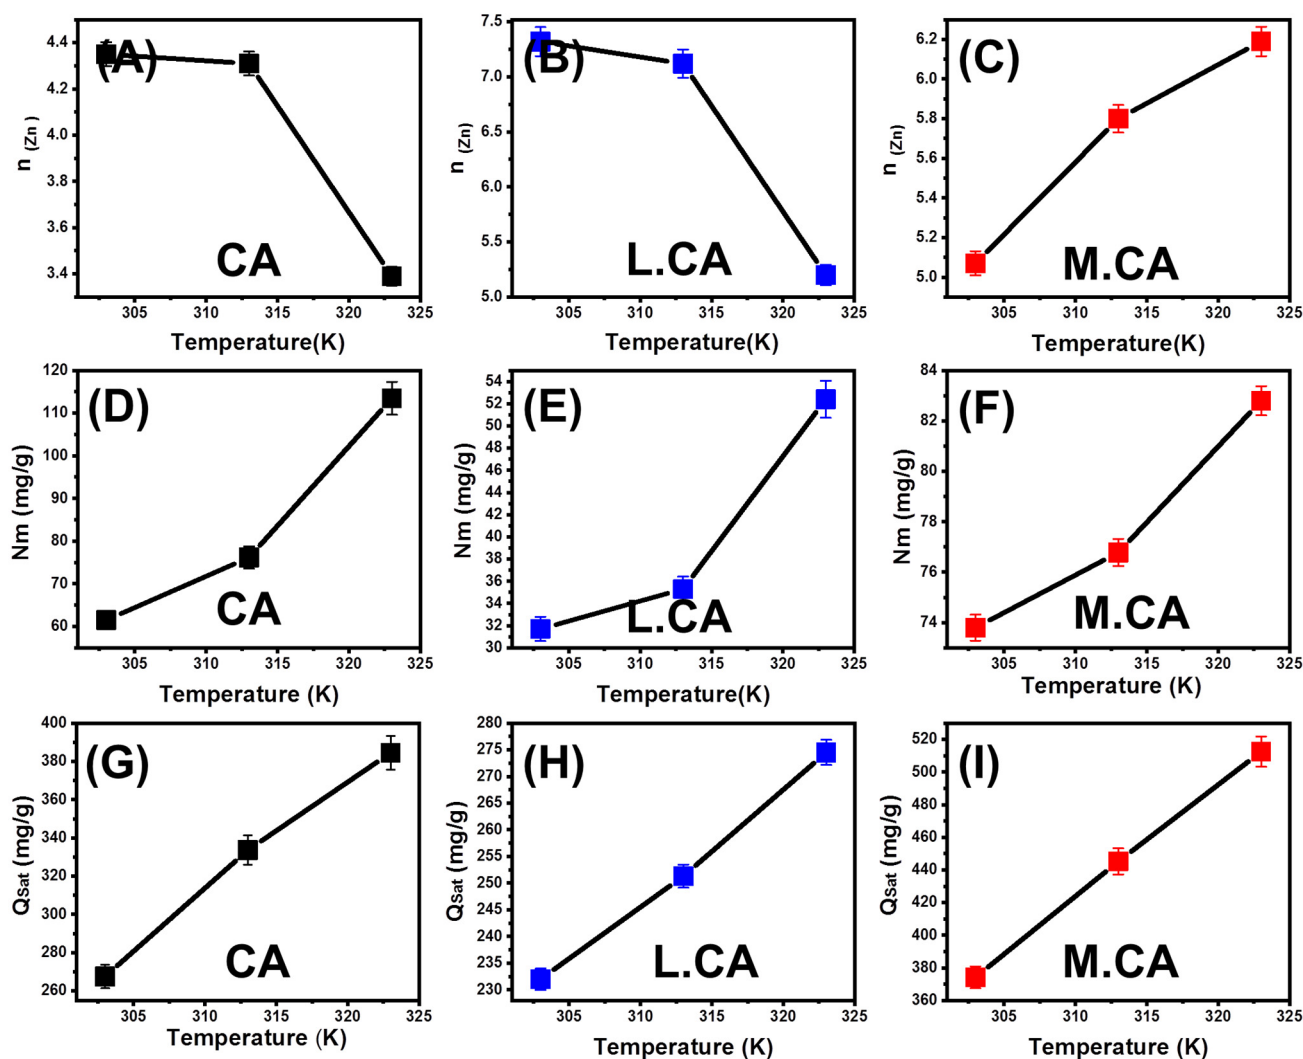 (A)
n (Zn)
4.4
4.2
4.0
3.8
3.6
3.4
CA
305 310 315 320 325
Temperature(K)
(B)
n (Zn)
7.5
7.0
6.5
6.0
5.5
5.0
L.CA
305 310 315 320 325
Temperature(K)
(C)
n (Zn)
6.2
6.0
5.8
5.6
5.4
5.2
5.0
M.CA
305 310 315 320 325
Temperature(K)
(D)
Nm (mg/g)
120
110
100
90
80
70
60
CA
305 310 315 320 325
Temperature (K)
(E)
Nm (mg/g)
54
52
50
48
46
44
42
40
38
36
34
32
30
L.CA
305 310 315 320 325
Temperature(K)
(F)
Nm (mg/g)
84
82
80
78
76
74
M.CA
305 310 315 320 325
Temperature (K)
(G)
Qsat (mg/g)
400
380
360
340
320
300
280
260
CA
305 310 315 320 325
Temperature (K)
(H)
Qsat (mg/g)
280
275
270
265
260
255
250
245
240
235
230
L.CA
305 310 315 320 325
Temperature (K)
(I)
Qsat (mg/g)
520
500
480
460
440
420
400
380
360
M.CA
305 310 315 320 325
Temperature (K)